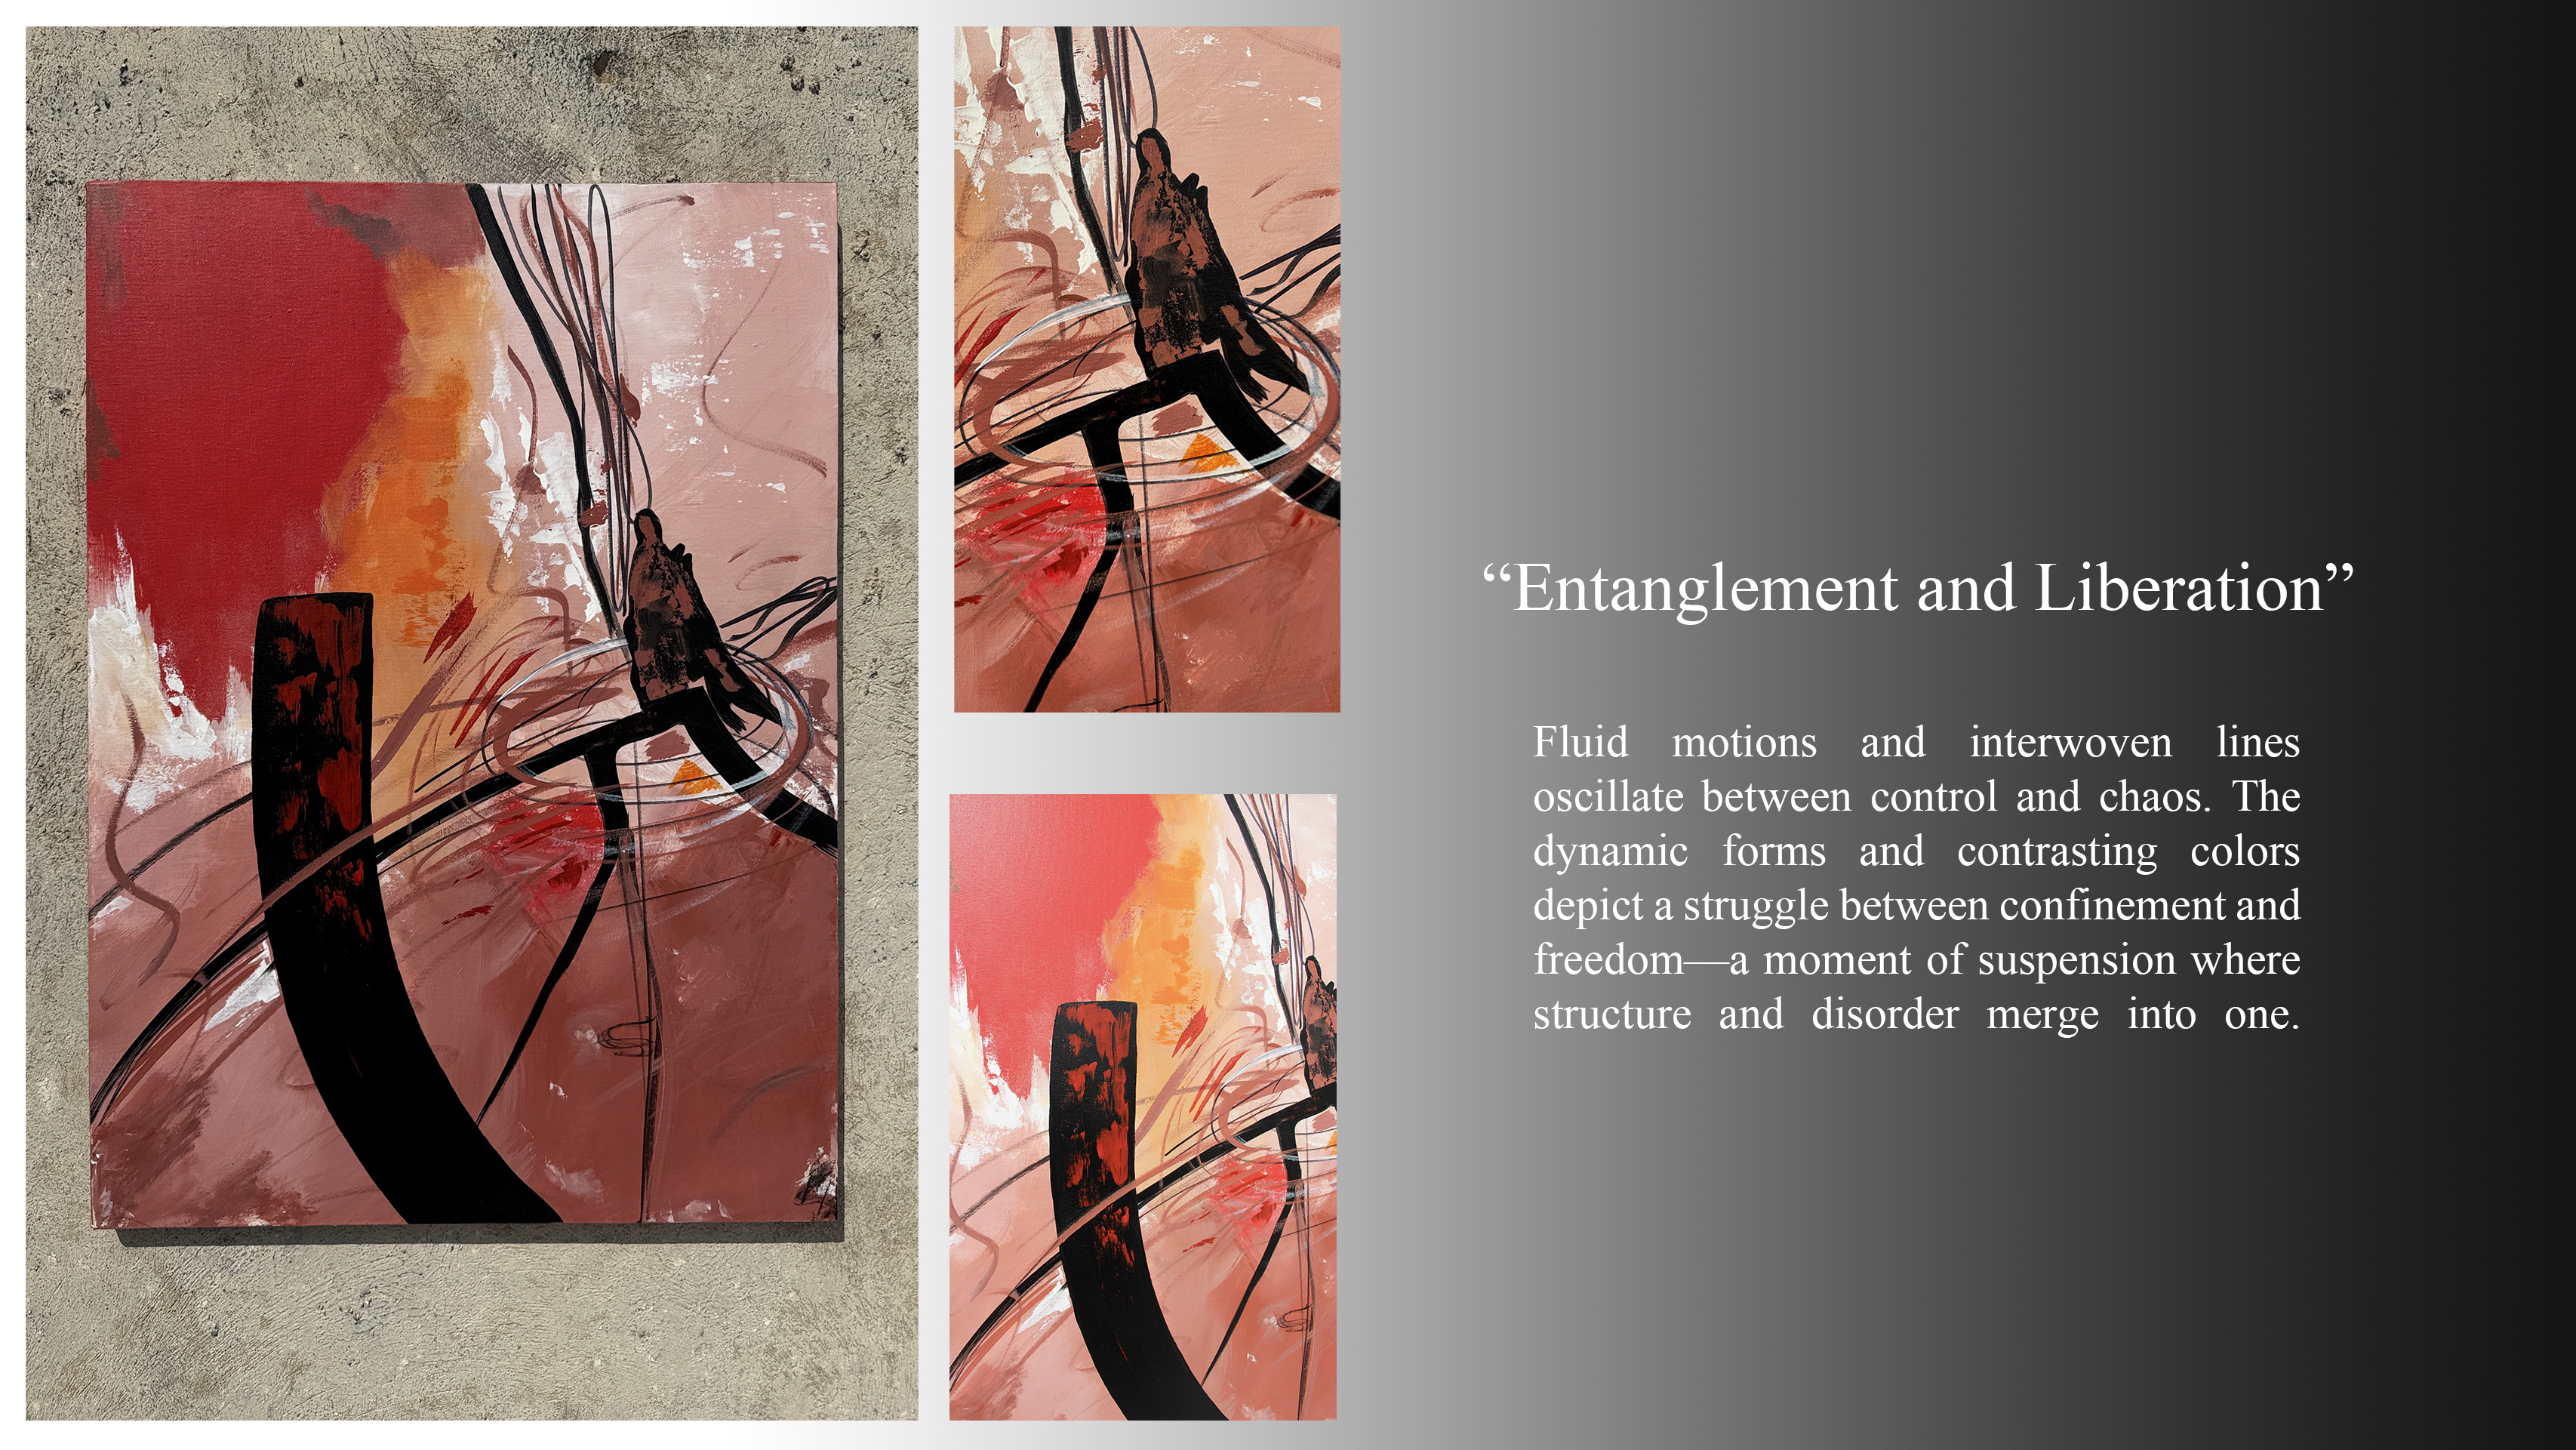 “Entanglement and Liberation”
Fluid motions and interwoven lines
oscillate between control and chaos. The
dynamic forms and contrasting colors
depict a struggle between confinement and
freedom—a moment of suspension where
structure and disorder merge into one.